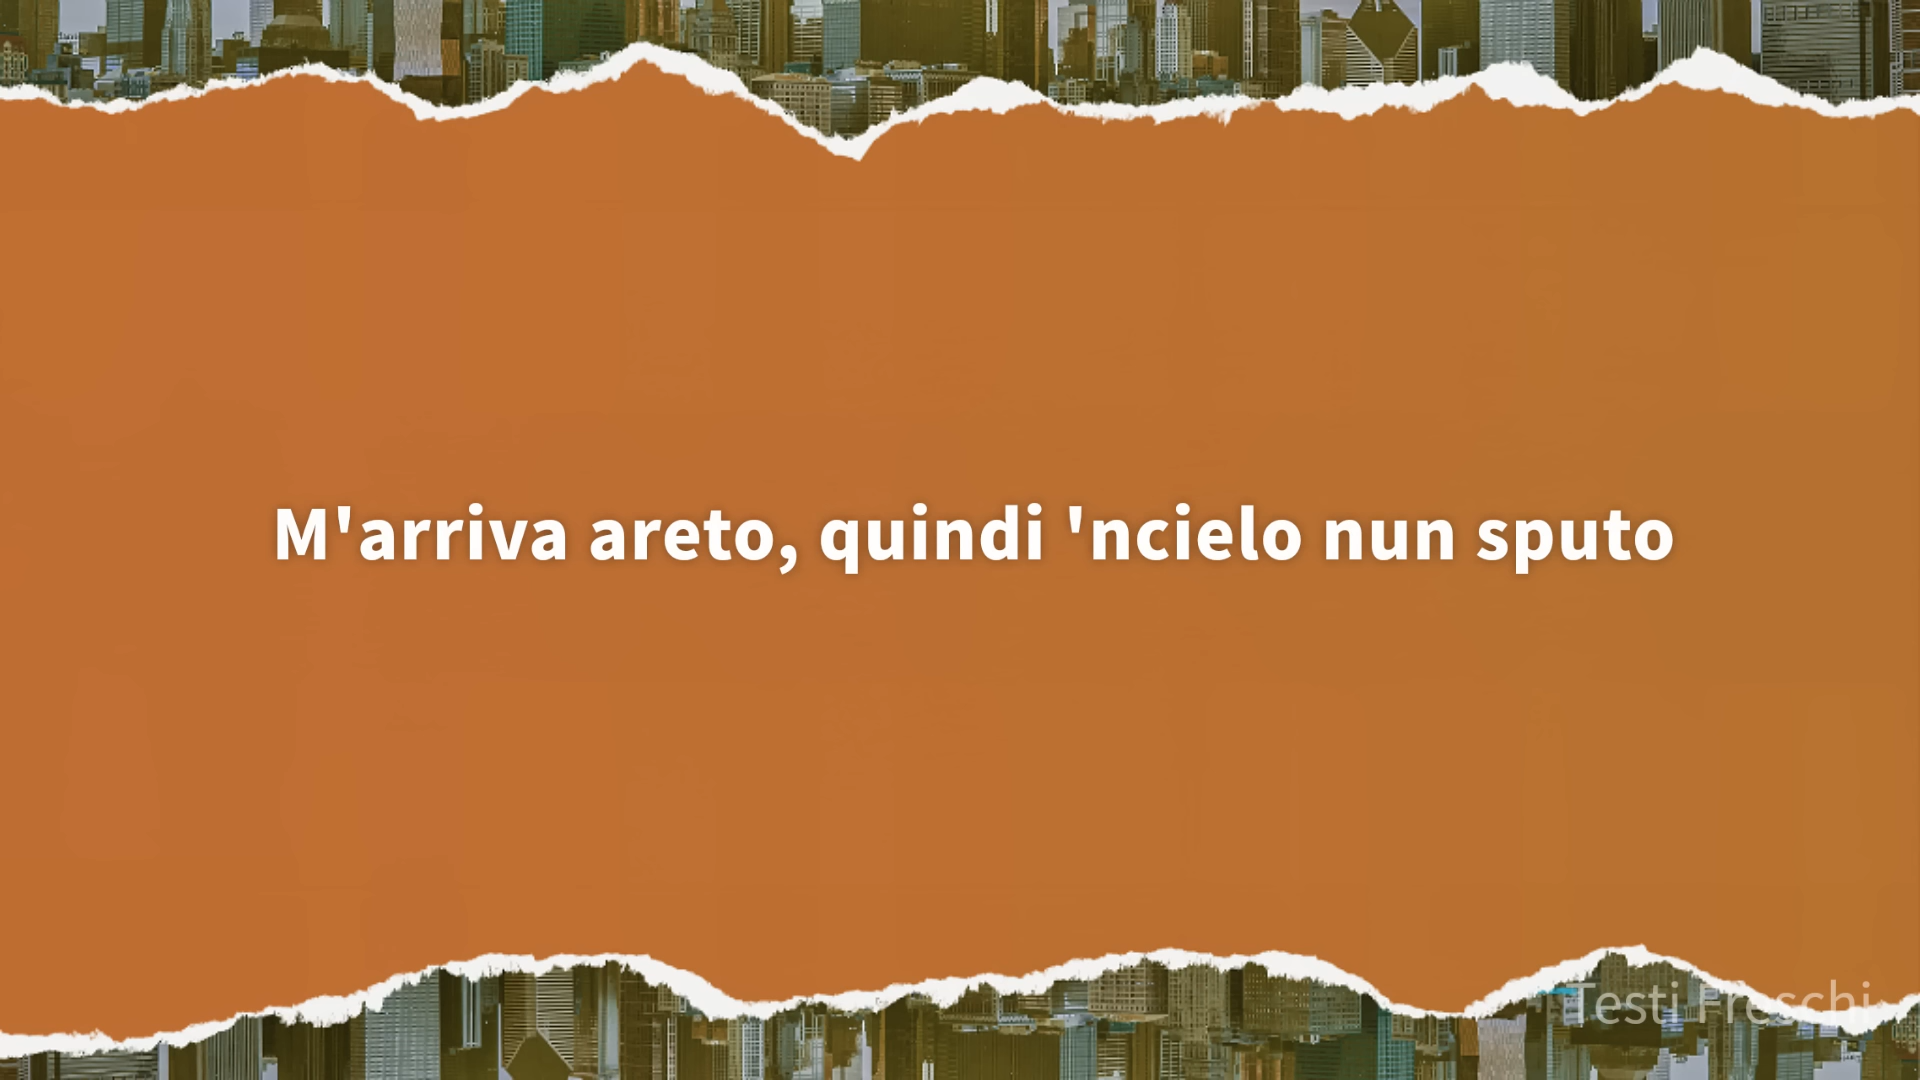 M'arriva areto, quindi 'ncielo nun sputo
Testi Freschi